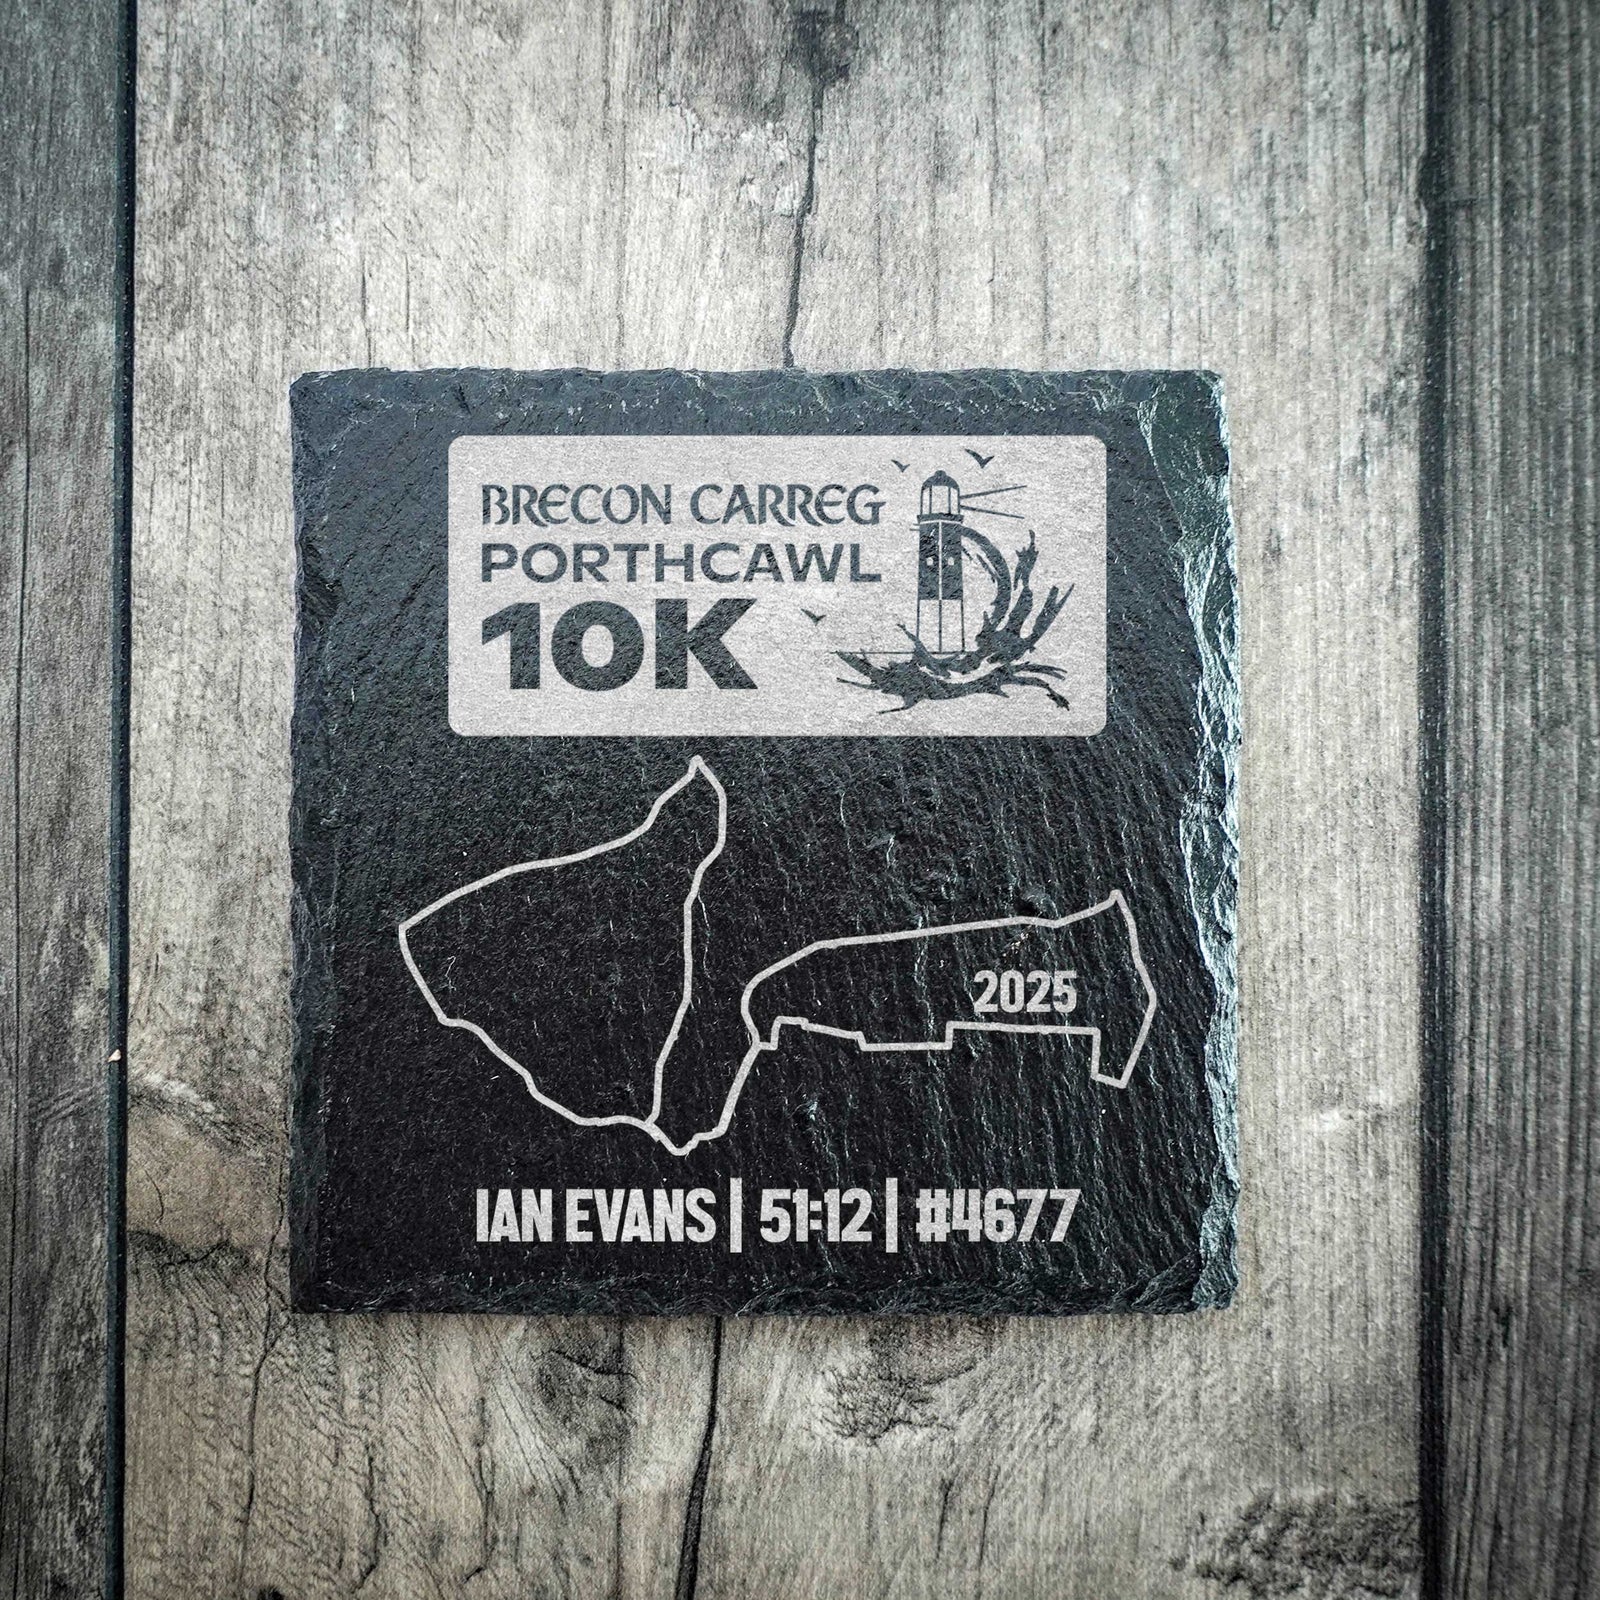 BRECON CARREG
PORTHCAWL
10K
2025
IAN EVANS | 51:12 | #4677